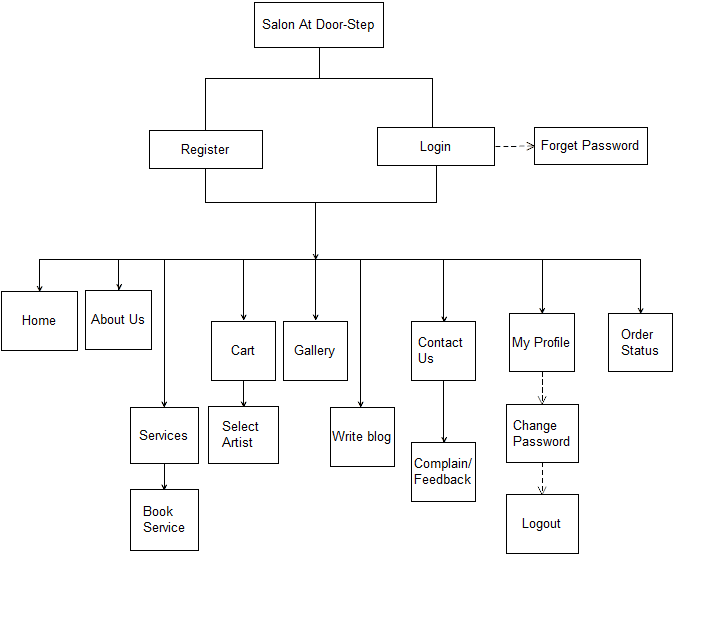 Salon At Door-Step
Register
Login
Forget Password
Home
About Us
Cart
Gallery
Contact
Us
My Profile
Order
Status
Services
Select
Artist
Write blog
Change
Password
Complain/
Feedback
Book
Service
Logout